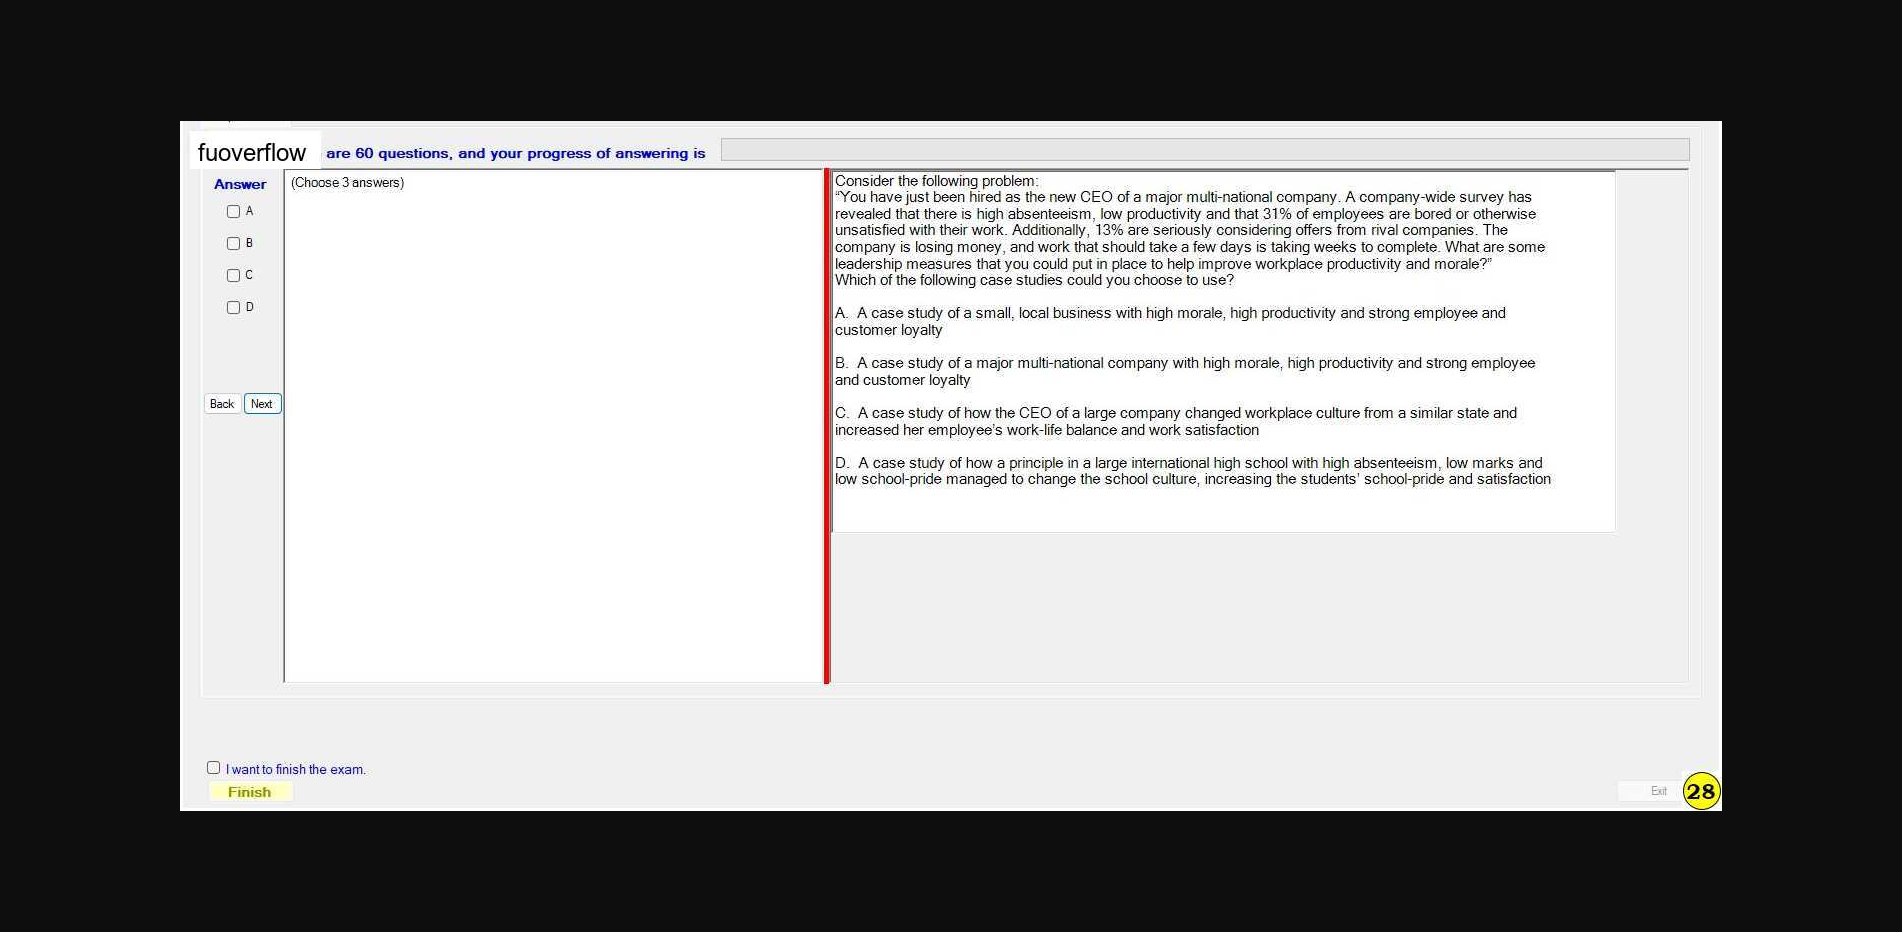 fuoverflow are 60 questions, and your progress of answering is
Answer
A
B
C
D
Back Next
(Choose 3 answers)
Consider the following problem:
“You have just been hired as the new CEO of a major multi-national company. A company-wide survey has
revealed that there is high absenteeism, low productivity and that 31% of employees are bored or otherwise
unsatisfied with their work. Additionally, 13% are seriously considering offers from rival companies. The
company is losing money, and work that should take a few days is taking weeks to complete. What are some
leadership measures that you could put in place to help improve workplace productivity and morale?”
Which of the following case studies could you choose to use?
A. A case study of a small, local business with high morale, high productivity and strong employee and
customer loyalty
B. A case study of a major multi-national company with high morale, high productivity and strong employee
and customer loyalty
C. A case study of how the CEO of a large company changed workplace culture from a similar state and
increased her employee’s work-life balance and work satisfaction
D. A case study of how a principle in a large international high school with high absenteeism, low marks and
low school-pride managed to change the school culture, increasing the students’ school-pride and satisfaction
I want to finish the exam.
Finish
Exit
28